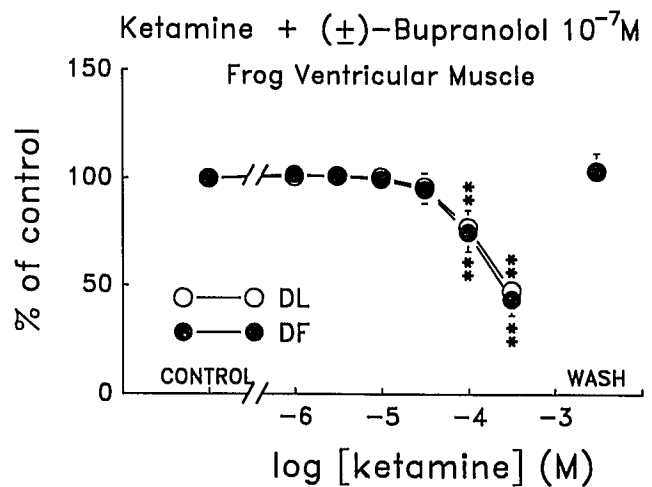 Ketamine + (±)-Bupranolol 10⁻⁷M
Frog Ventricular Muscle
% of control
150
100
50
0
**
**
**
**
DL
DF
CONTROL
WASH
-6 -5 -4 -3
log [ketamine] (M)